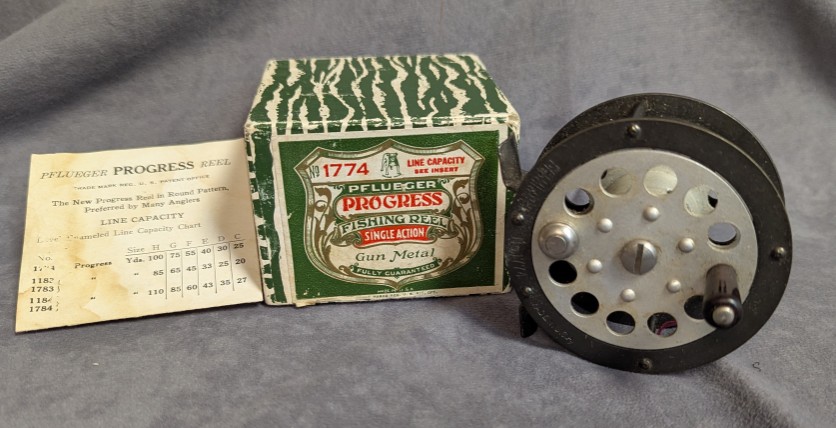 PFLUEGER PROGRESS REEL
TRADE MARK REG. U. S. PATENT OFFICE
The New Progress Reel in Round Pattern,
Preferred by Many Anglers
LINE CAPACITY
Enameled Line Capacity Chart
No. Size H G F E D C
Progress Yds. 100 75 55 40 30 25
1183 " " 85 65 45 33 25 20
1783
1184 " " 110 85 60 43 35 27
1784
No 1774
LINE CAPACITY
SEE INSERT
PFLUEGER
PROGRESS
FISHING REEL
SINGLE ACTION
Gun Metal
FULLY GUARANTEED